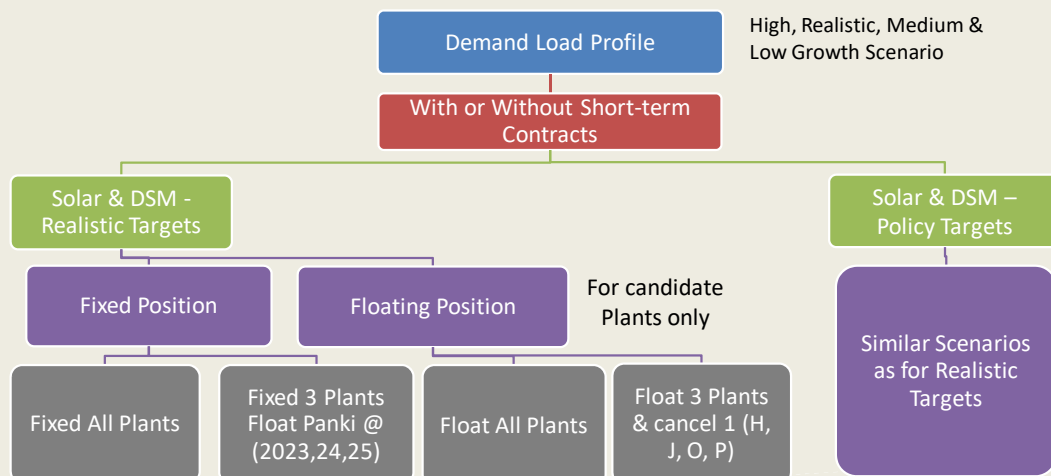 Demand Load Profile
High, Realistic, Medium &
Low Growth Scenario
With or Without Short-term
Contracts
Solar & DSM -
Realistic Targets
Solar & DSM –
Policy Targets
Fixed Position
Floating Position
For candidate
Plants only
Similar Scenarios
as for Realistic
Targets
Fixed All Plants
Fixed 3 Plants
Float Panki @
(2023,24,25)
Float All Plants
Float 3 Plants
& cancel 1 (H,
J, O, P)